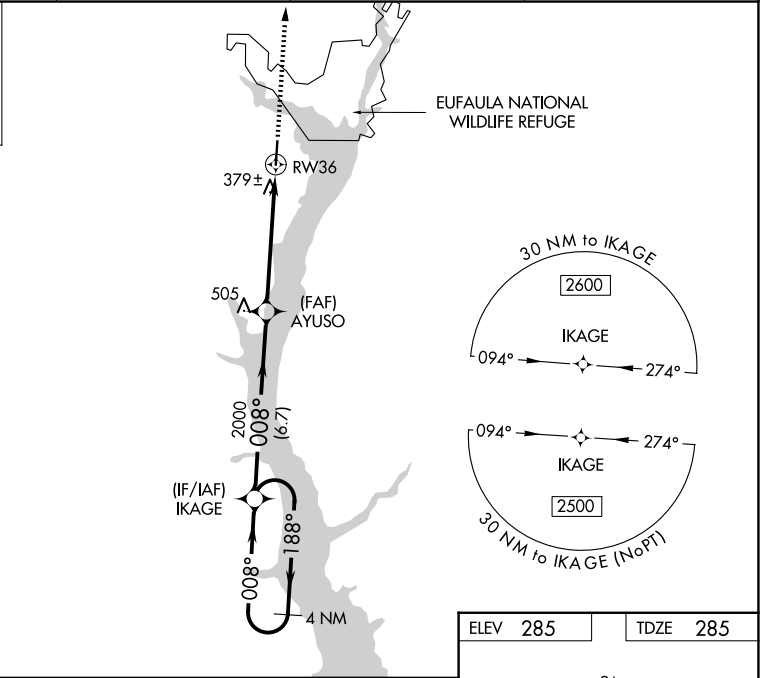 EUFAULA NATIONAL
WILDLIFE REFUGE
RW36
379±
505
(FAF)
AYUSO
2000
008°
(6.7)
(IF/IAF)
IKAGE
008°
188°
4 NM
30 NM to IKAGE
2600
IKAGE
094°
274°
094°
274°
IKAGE
2500
30 NM to IKAGE (NoPT)
ELEV 285
TDZE 285